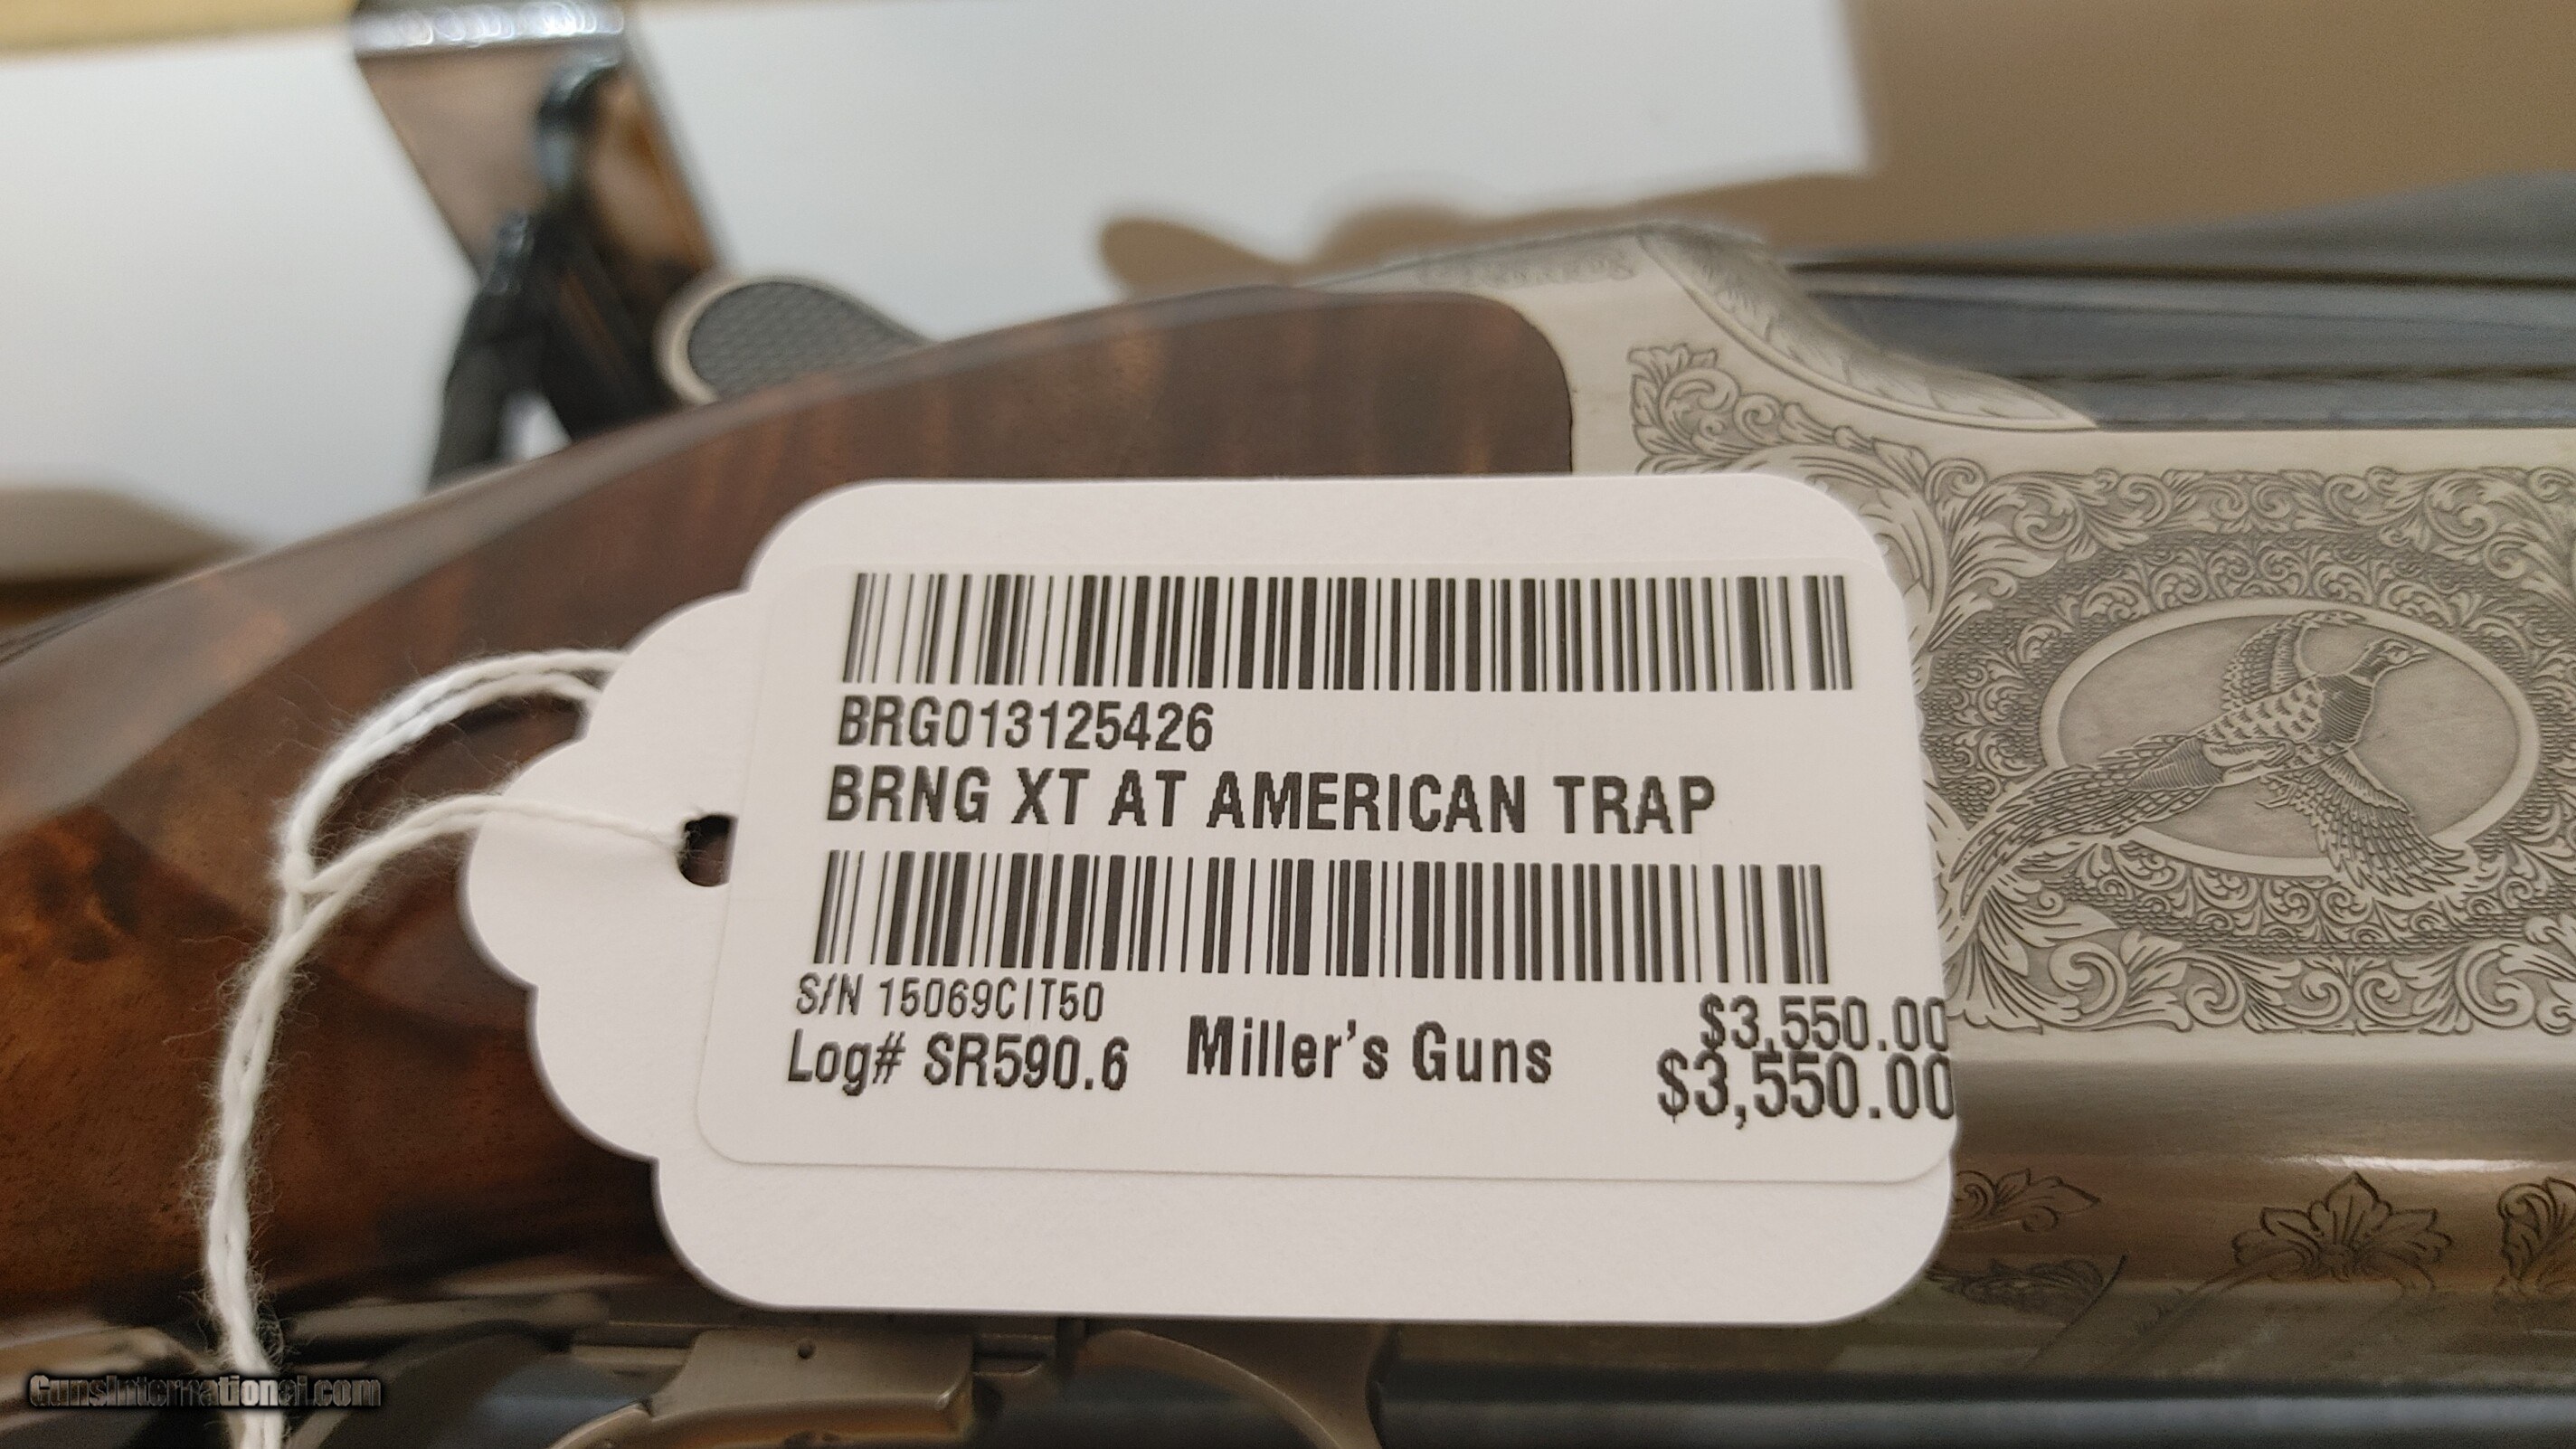 BRG013125426
BRNG XT AT AMERICAN TRAP
S/N 15069CIT50
$3,550.00
Log# SR590.6 Miller's Guns $3,550.00
GunsInternational.com